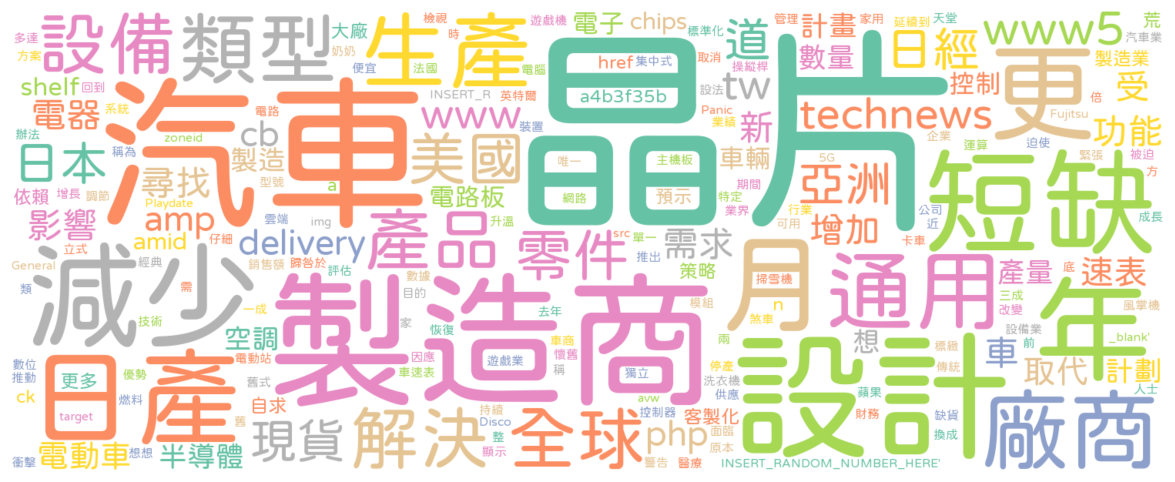 晶片
汽車
製造商
設計
短缺
減少
年
月
日產
更
生產
類型
設備
通用
廠商
全球
解決
產品
零件
美國
亞洲
日經
technews
www5
www
tw
道
新
cb
日本
電器
shelf
大廠
多達
方案
奶奶
檢視
時
便宜
遊戲機
法國
電腦
電子
chips
href
集中式
a4b3f35b
標準化
取消
操縱桿
管理
家用
計畫
數量
設法
延續到
天堂
控制
荒
汽車業
製造業
受
功能
倍
Fujitsu
緊張
被迫
迫使
企業
運算
方
回到
系統
辦法
稱為
zoneid
電路
INSERT_R
英特爾
裝置
製造
尋找
型號
a
依賴
增長
調節
Playdate
影響
amp
amid
delivery
仔細
雲端
img
電路板
唯一
主機板
網路
預示
車輛
Panic
業績
特定
業界
期間
5G
行業
可用
公司
近
卡車
成長
增加
立式
General
經典
類
需
技術
銷售額
歸咎於
評估
升溫
src
單一
推出
策略
需求
數據
目的
家
恢復
去年
模組
兩
掃雪機
n
煞車
底
產量
速表
三成
改變
風掌機
設備業
前
_blank'
空調
一成
數位
推動
更多
優勢
電動站
因應
車速表
車商
懷舊
稱
遊戲業
獨立
停產
洗衣機
供應
想
標緻
傳統
蘋果
財務
車
缺貨
換成
取代
計劃
人士
ck
燃料
target
舊式
舊
自求
現貨
持續
Disco
整
顯示
avw
控制器
客製化
php
面臨
原本
警告
醫療
INSERT_RANDOM_NUMBER_HERE'
衝擊
電動車
想想
半導體